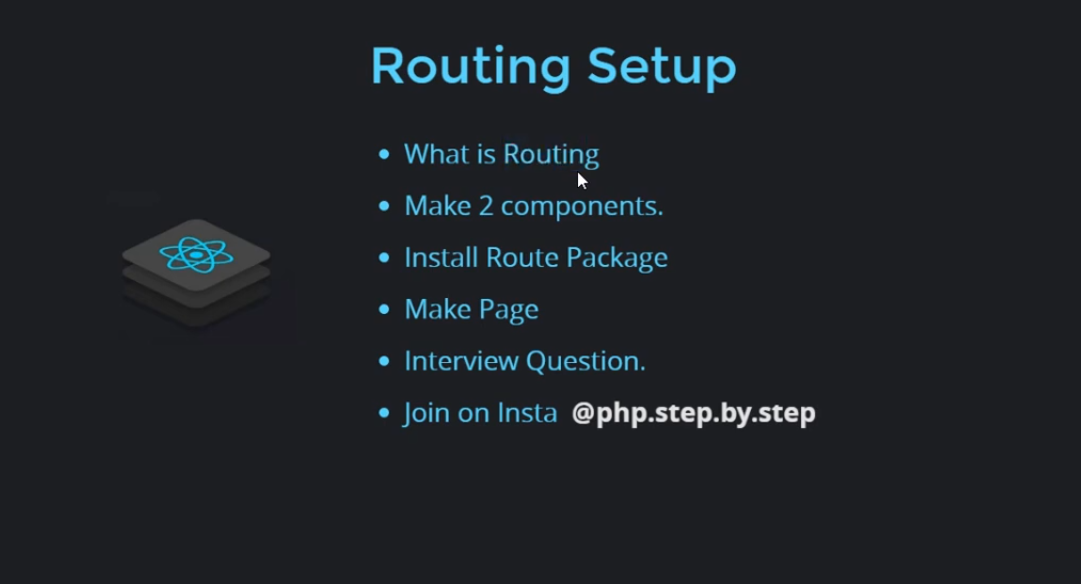 Routing Setup
What is Routing
Make 2 components.
Install Route Package
Make Page
Interview Question.
Join on Insta @php.step.by.step